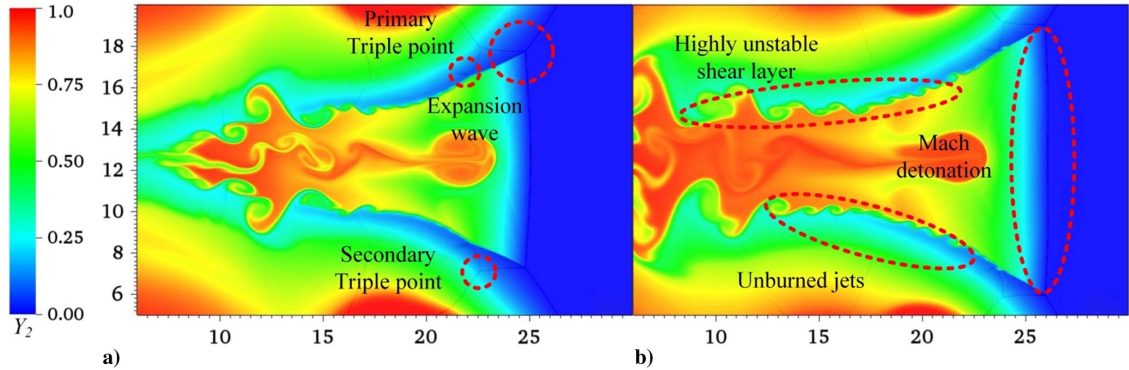 1.0
0.75
0.50
0.25
0.00
Y2
18
16
14
12
10
8
6
Primary
Triple point
Expansion
wave
Secondary
Triple point
10
15
20
25
a)
Highly unstable
shear layer
Mach
detonation
Unburned jets
10
15
20
25
b)